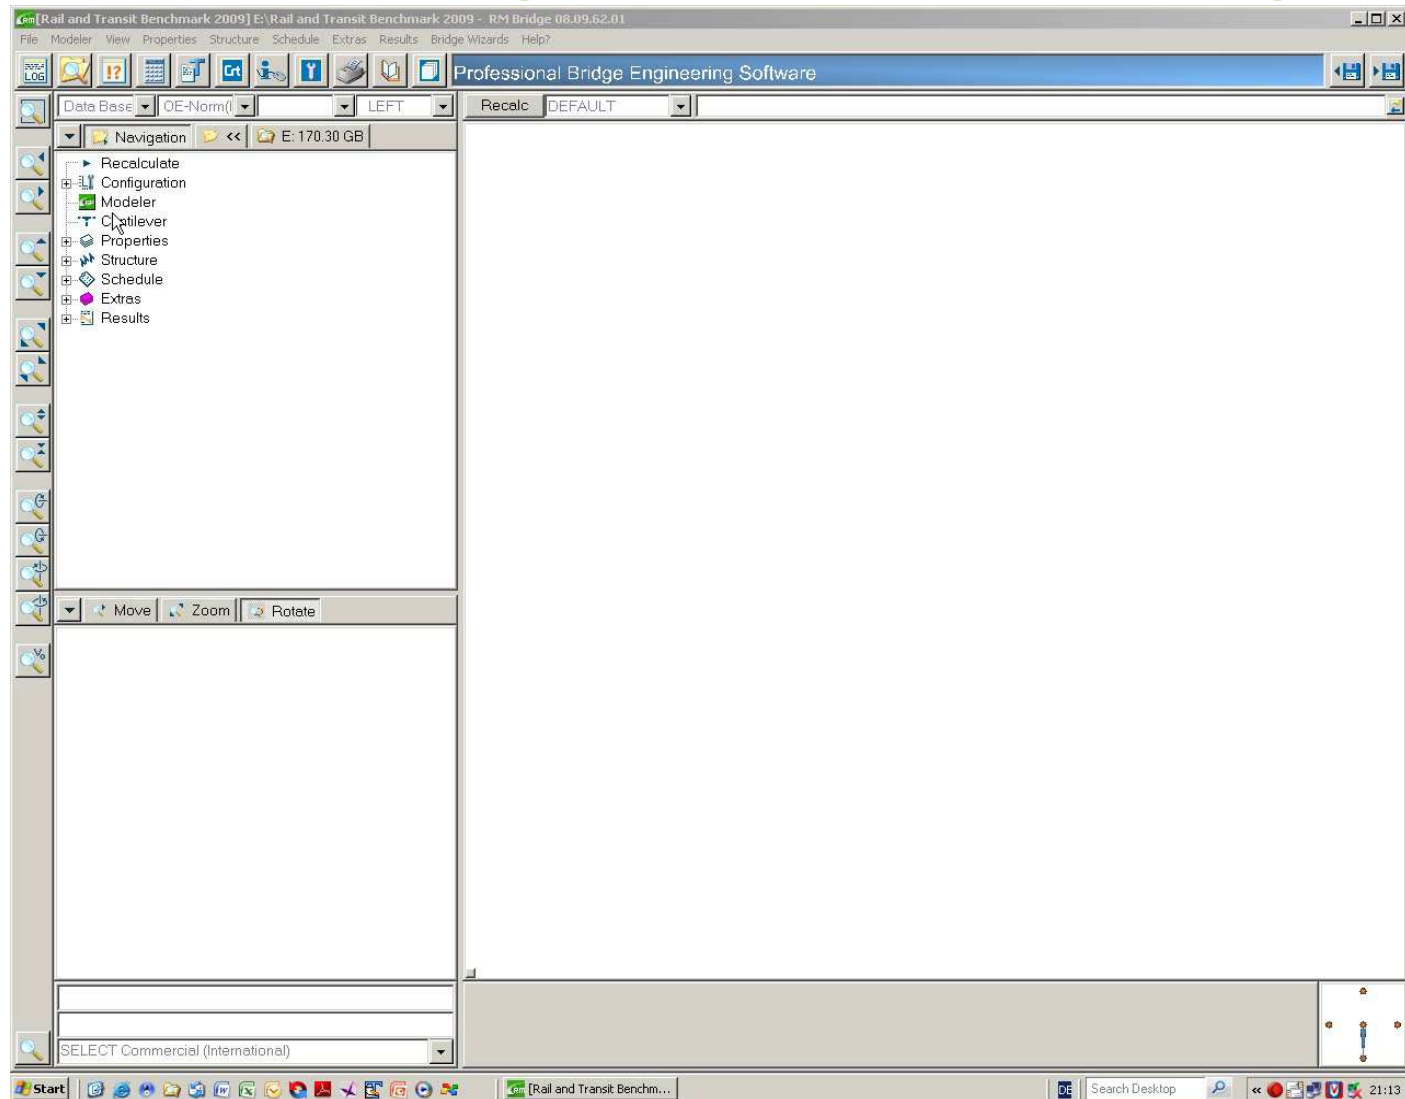 [Rail and Transit Benchmark 2009] E:\Rail and Transit Benchmark 2009 - RM Bridge 08.09.62.01
File Modeler View Properties Structure Schedule Extras Results Bridge Wizards Help?
LOG !? Crt Professional Bridge Engineering Software
Data Base OE-Norm(I LEFT Recalc DEFAULT
Navigation << E: 170.30 GB
Recalculate
Configuration
Modeler
Cantilever
Properties
Structure
Schedule
Extras
Results
Move Zoom Rotate
SELECT Commercial (International)
Start [Rail and Transit Benchm... DE Search Desktop « 21:13